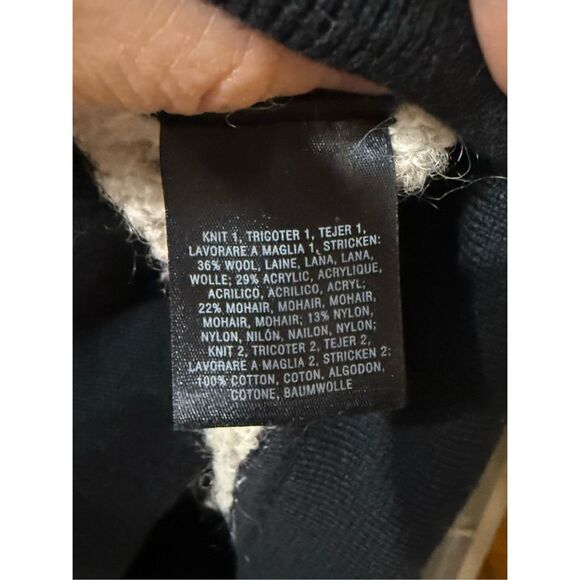 KNIT 1, TRICOTER 1, TEJER 1,
LAVORARE A MAGLIA 1, STRICKEN:
36% WOOL, LAINE, LANA, LANA,
WOLLE; 29% ACRYLIC, ACRYLIQUE,
ACRILICO, ACRILICO, ACRYL;
22% MOHAIR, MOHAIR, MOHAIR,
MOHAIR, MOHAIR; 13% NYLON,
NYLON, NILÓN, NAILON, NYLON;
KNIT 2, TRICOTER 2, TEJER 2,
LAVORARE A MAGLIA 2, STRICKEN 2:
100% COTTON, COTON, ALGODON,
COTONE, BAUMWOLLE